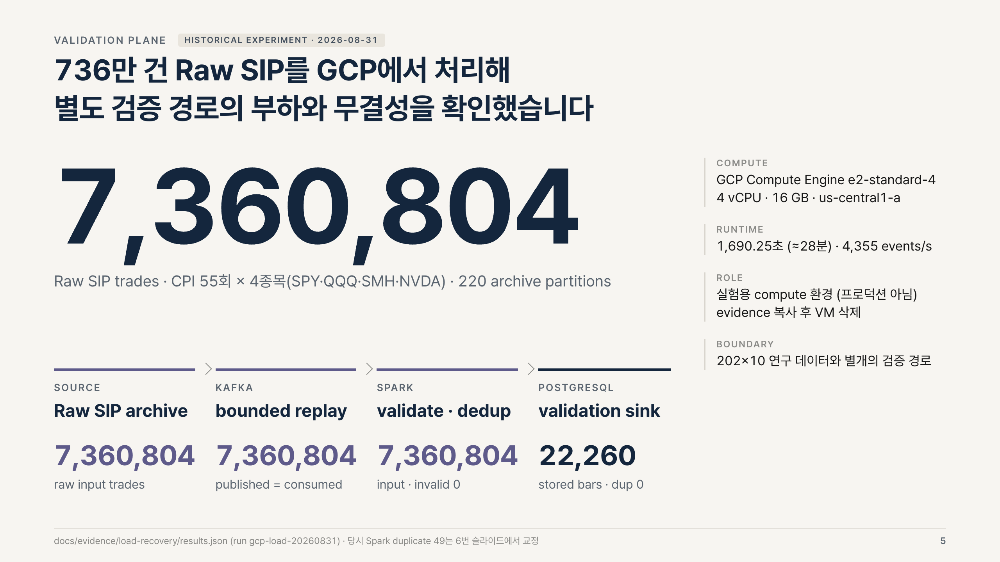 VALIDATION PLANE
HISTORICAL EXPERIMENT · 2026-08-31
736만 건 Raw SIP를 GCP에서 처리해
별도 검증 경로의 부하와 무결성을 확인했습니다
7,360,804
Raw SIP trades · CPI 55회 × 4종목(SPY·QQQ·SMH·NVDA) · 220 archive partitions
COMPUTE
GCP Compute Engine e2-standard-4
4 vCPU · 16 GB · us-central1-a
RUNTIME
1,690.25초 (≈28분) · 4,355 events/s
ROLE
실험용 compute 환경 (프로덕션 아님)
evidence 복사 후 VM 삭제
BOUNDARY
202×10 연구 데이터와 별개의 검증 경로
SOURCE
Raw SIP archive
7,360,804
raw input trades
KAFKA
bounded replay
7,360,804
published = consumed
SPARK
validate · dedup
7,360,804
input · invalid 0
POSTGRESQL
validation sink
22,260
stored bars · dup 0
docs/evidence/load-recovery/results.json (run gcp-load-20260831) · 당시 Spark duplicate 49는 6번 슬라이드에서 교정
5